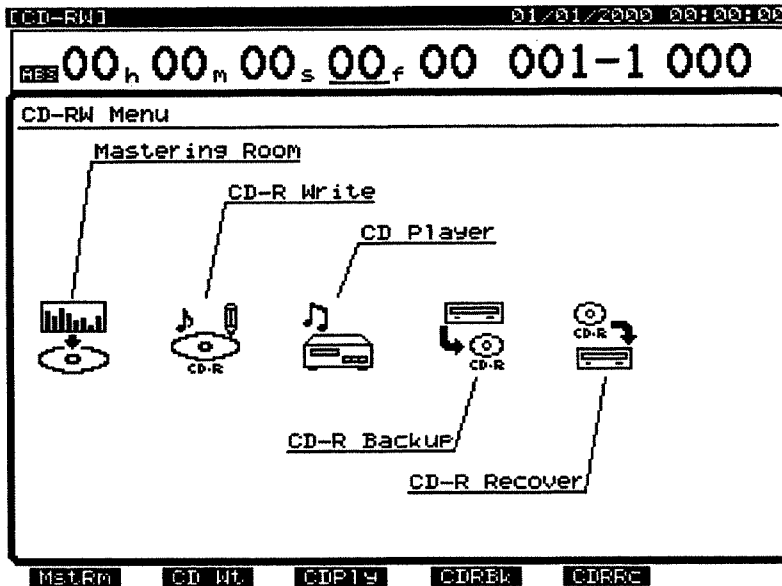 [CD-RW] 01/01/2000 00:00:00
ABS 00h 00m 00s 00f 00 001-1 000
CD-RW Menu
Mastering Room
CD-R Write
CD Player
CD-R
CD-R
CD-R
CD-R Backup
CD-R Recover
MstRm CD Wt CDPly CDRBk CDRRc